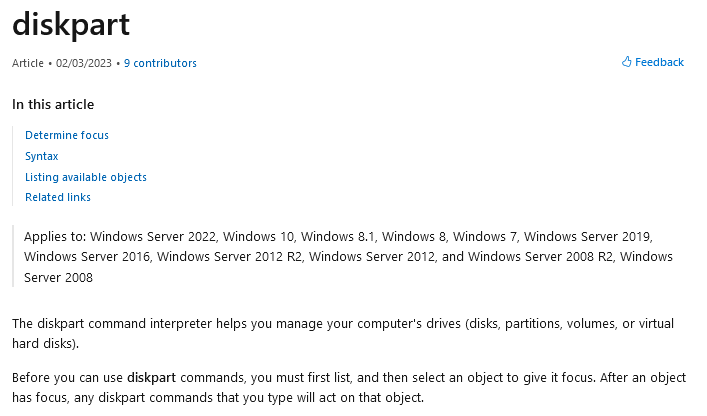 diskpart
Article • 02/03/2023 • 9 contributors
Feedback
In this article
Determine focus
Syntax
Listing available objects
Related links
Applies to: Windows Server 2022, Windows 10, Windows 8.1, Windows 8, Windows 7, Windows Server 2019,
Windows Server 2016, Windows Server 2012 R2, Windows Server 2012, and Windows Server 2008 R2, Windows
Server 2008
The diskpart command interpreter helps you manage your computer's drives (disks, partitions, volumes, or virtual
hard disks).
Before you can use diskpart commands, you must first list, and then select an object to give it focus. After an object
has focus, any diskpart commands that you type will act on that object.